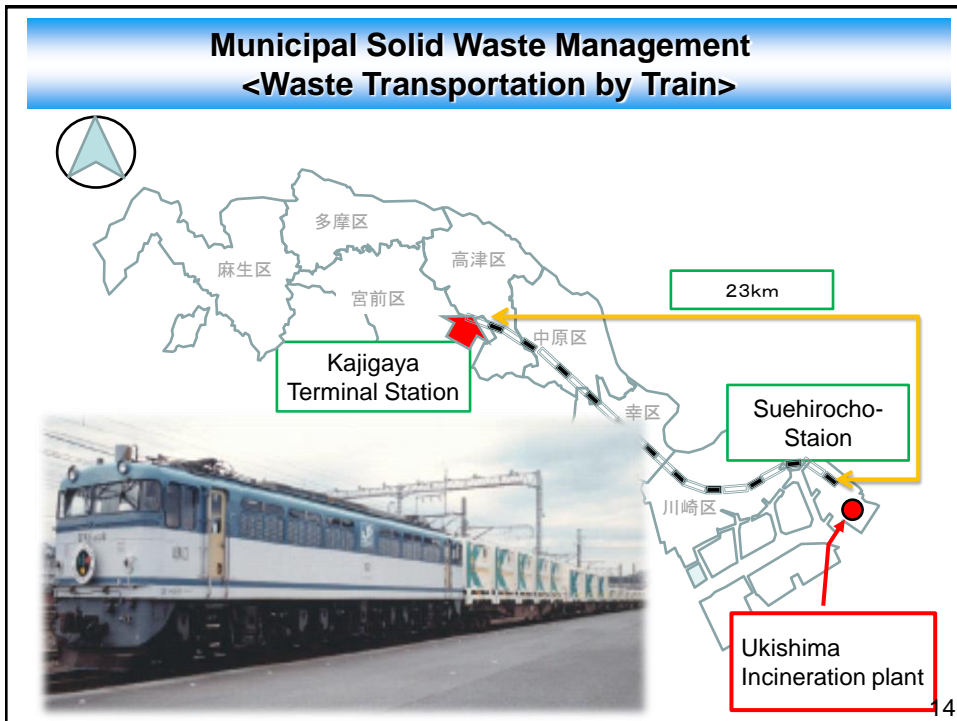 Municipal Solid Waste Management
<Waste Transportation by Train>
多摩区
麻生区
高津区
宮前区
23km
中原区
Kajigaya
Terminal Station
幸区
Suehirocho-
Staion
川崎区
Ukishima
Incineration plant
14